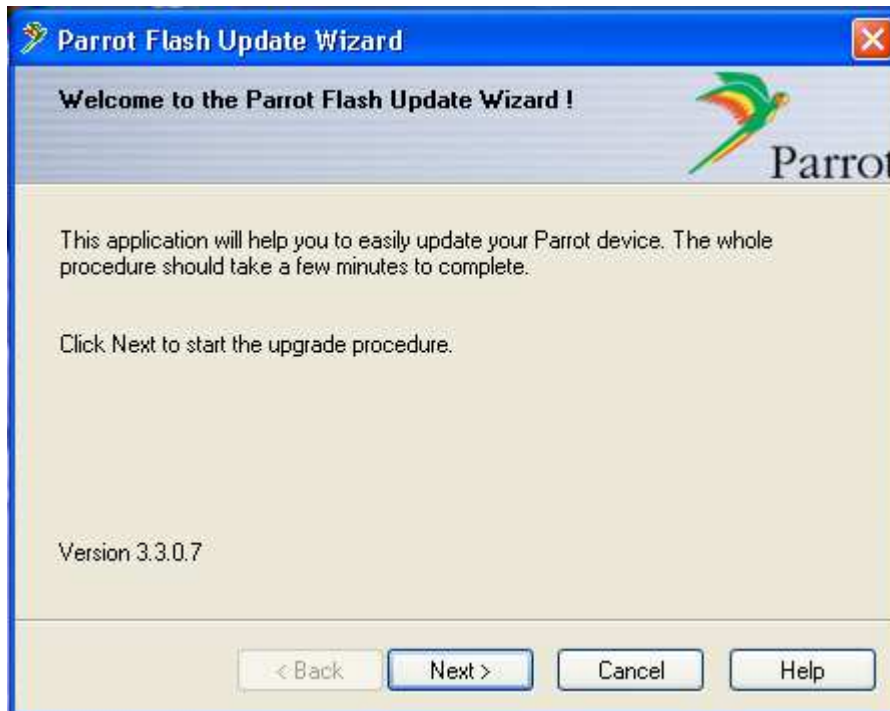 Parrot Flash Update Wizard
Welcome to the Parrot Flash Update Wizard !
Parrot
This application will help you to easily update your Parrot device. The whole
procedure should take a few minutes to complete.
Click Next to start the upgrade procedure.
Version 3.3.0.7
< Back Next > Cancel Help